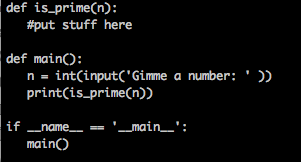 def is_prime(n):
   #put stuff here

def main():
   n = int(input('Gimme a number: ' ))
   print(is_prime(n))

if __name__ == '__main__':
   main()